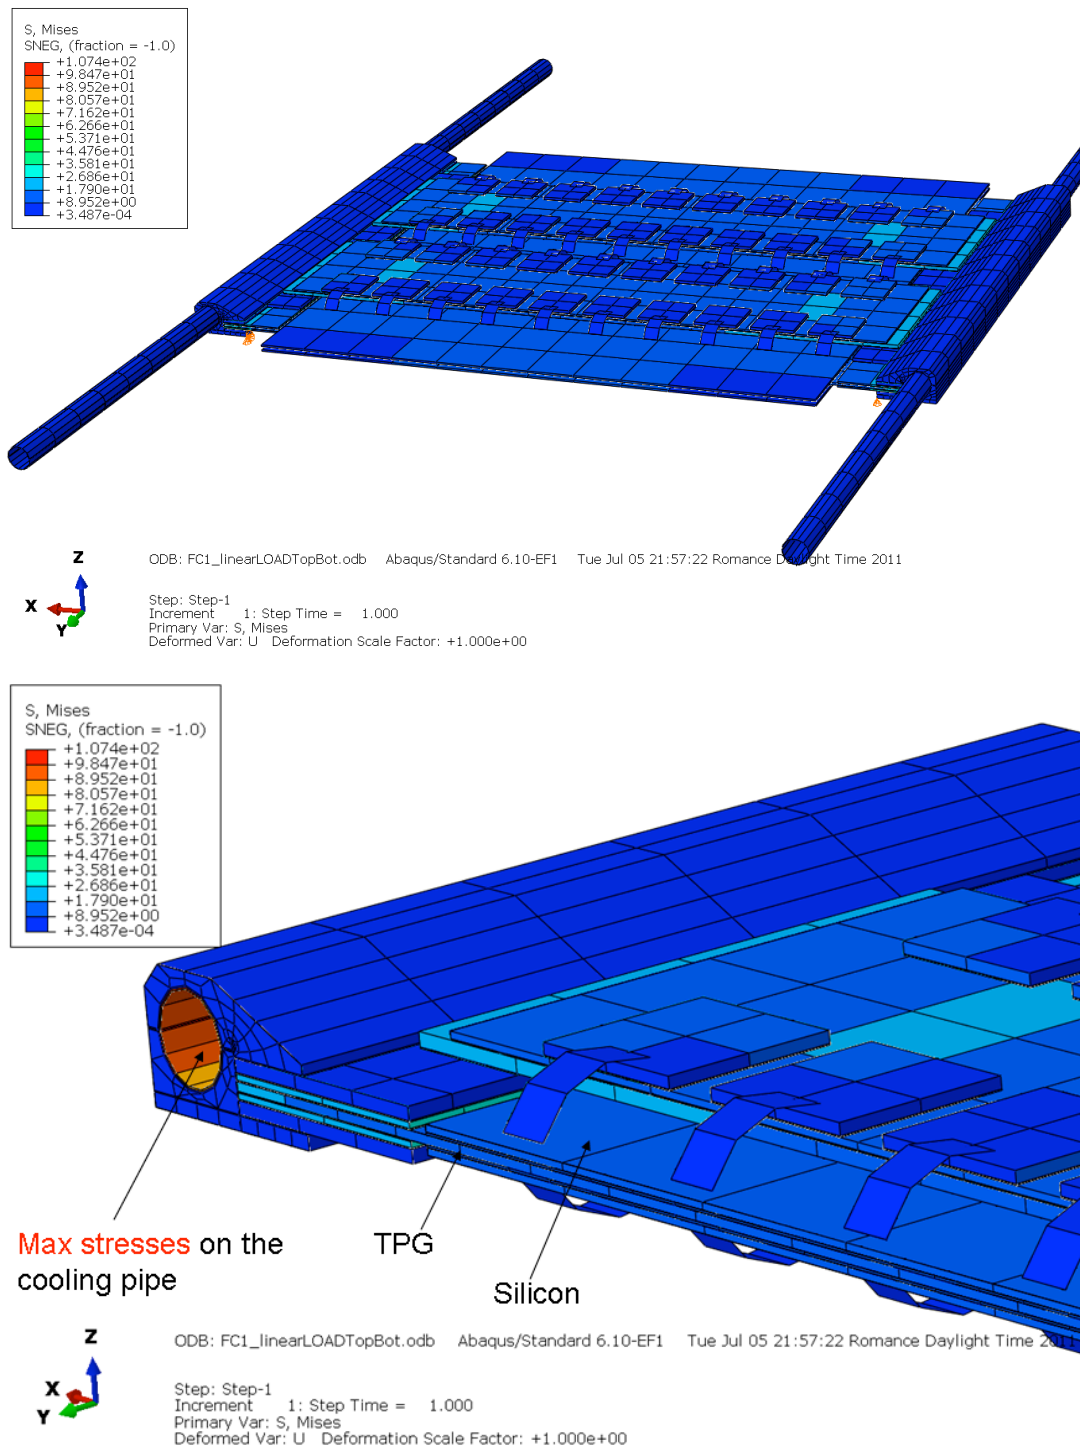 S, Mises
SNEG, (fraction = -1.0)
+1.074e+02
+9.847e+01
+8.952e+01
+8.057e+01
+7.162e+01
+6.266e+01
+5.371e+01
+4.476e+01
+3.581e+01
+2.686e+01
+1.790e+01
+8.952e+00
+3.487e-04
Z
X
Y
ODB: FC1_linearLOADTopBot.odb Abaqus/Standard 6.10-EF1 Tue Jul 05 21:57:22 Romance Daylight Time 2011
Step: Step-1
Increment 1: Step Time = 1.000
Primary Var: S, Mises
Deformed Var: U Deformation Scale Factor: +1.000e+00
S, Mises
SNEG, (fraction = -1.0)
+1.074e+02
+9.847e+01
+8.952e+01
+8.057e+01
+7.162e+01
+6.266e+01
+5.371e+01
+4.476e+01
+3.581e+01
+2.686e+01
+1.790e+01
+8.952e+00
+3.487e-04
Max stresses on the
cooling pipe
TPG
Silicon
Z
X
Y
ODB: FC1_linearLOADTopBot.odb Abaqus/Standard 6.10-EF1 Tue Jul 05 21:57:22 Romance Daylight Time 2011
Step: Step-1
Increment 1: Step Time = 1.000
Primary Var: S, Mises
Deformed Var: U Deformation Scale Factor: +1.000e+00